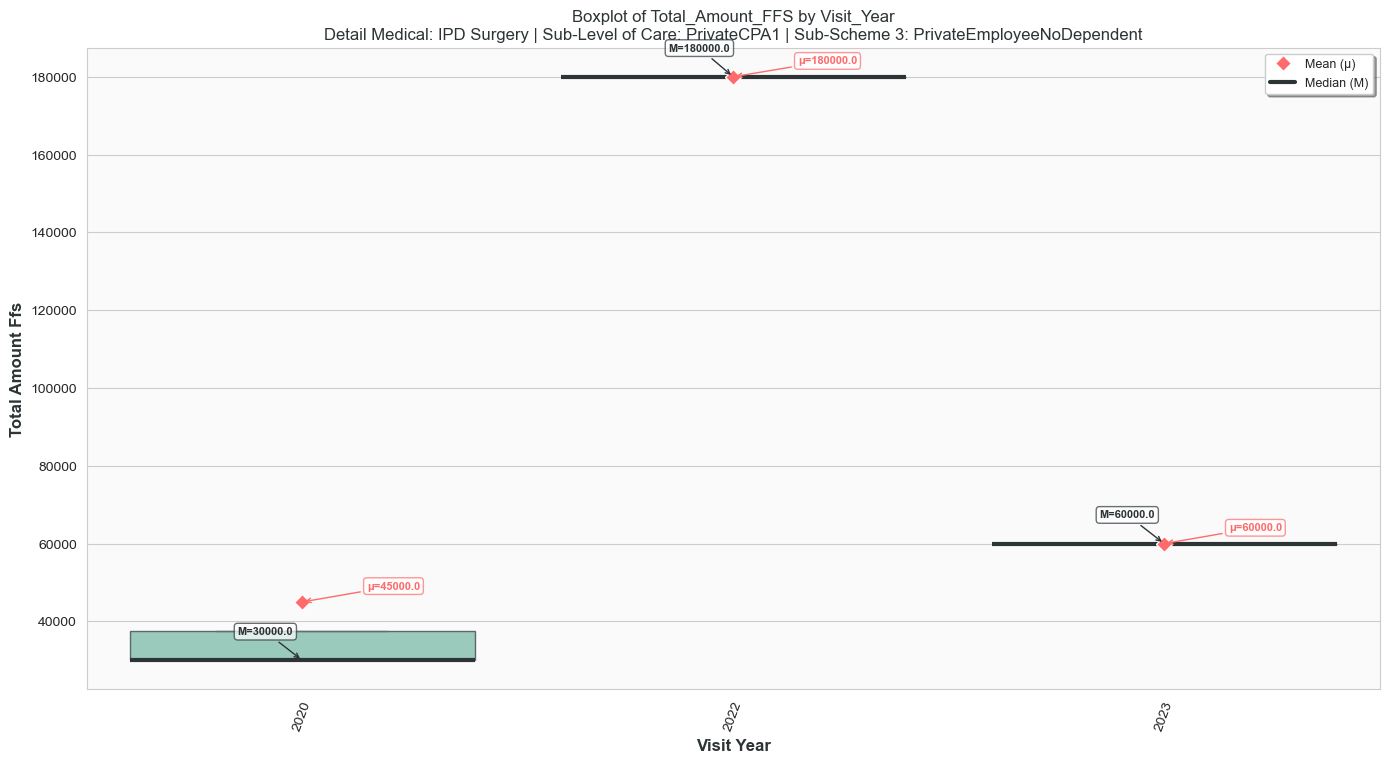 Boxplot of Total_Amount_FFS by Visit_Year
Detail Medical: IPD Surgery | Sub-Level of Care: PrivateCPA1 | Sub-Scheme 3: PrivateEmployeeNoDependent
M=180000.0
μ=180000.0
Mean (μ)
Median (M)
180000
160000
140000
120000
100000
80000
60000
40000
Total Amount Ffs
M=60000.0
μ=60000.0
μ=45000.0
M=30000.0
2020
2022
2023
Visit Year